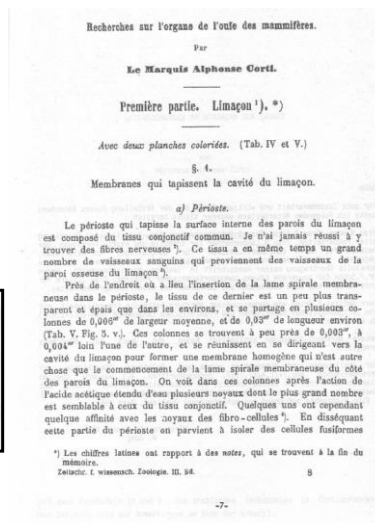 Recherches sur l'organe de l'ouïe des mammifères.
Par
Le Marquis Alphonse Corti.
Première partie. Limaçon ¹). *)
Avec deux planches coloriées. (Tab. IV et V.)
§. 1.
Membranes qui tapissent la cavité du limaçon.
a) Périoste.
Le périoste qui tapisse la surface interne des parois du limaçon
est composé du tissu conjonctif commun. Je n'ai jamais réussi à y
trouver des fibres nerveuses ²). Ce tissu a en même temps un grand
nombre de vaisseaux sanguins qui proviennent des vaisseaux de la
paroi osseuse du limaçon ³).
Près de l'endroit où a lieu l'insertion de la lame spirale membra-
neuse dans le périoste, le tissu de ce dernier est un peu plus trans-
parent et épais que dans les environs, et se partage en plusieurs co-
lonnes de 0,006''' de largeur moyenne, et de 0,03''' de longueur environ
(Tab. V. Fig. 5. v.). Ces colonnes se trouvent à peu près de 0,003''', à
0,004''' loin l'une de l'autre, et se réunissent en se dirigeant vers la
cavité du limaçon pour former une membrane homogène qui n'est autre
chose que le commencement de la lame spirale membraneuse du côté
des parois du limaçon. On voit dans ces colonnes après l'action de
l'acide acétique étendu d'eau plusieurs noyaux dont le plus grand nombre
est semblable à ceux du tissu conjonctif. Quelques uns ont cependant
quelque affinité avec les noyaux des fibro-cellules ⁴). En disséquant
cette partie du périoste on parvient à isoler des cellules fusiformes
*) Les chiffres latines ont rapport à des notes, qui se trouvent à la fin du
mémoire.
Zeitschr. f. wissensch. Zoologie. III. Bd. 8
-7-